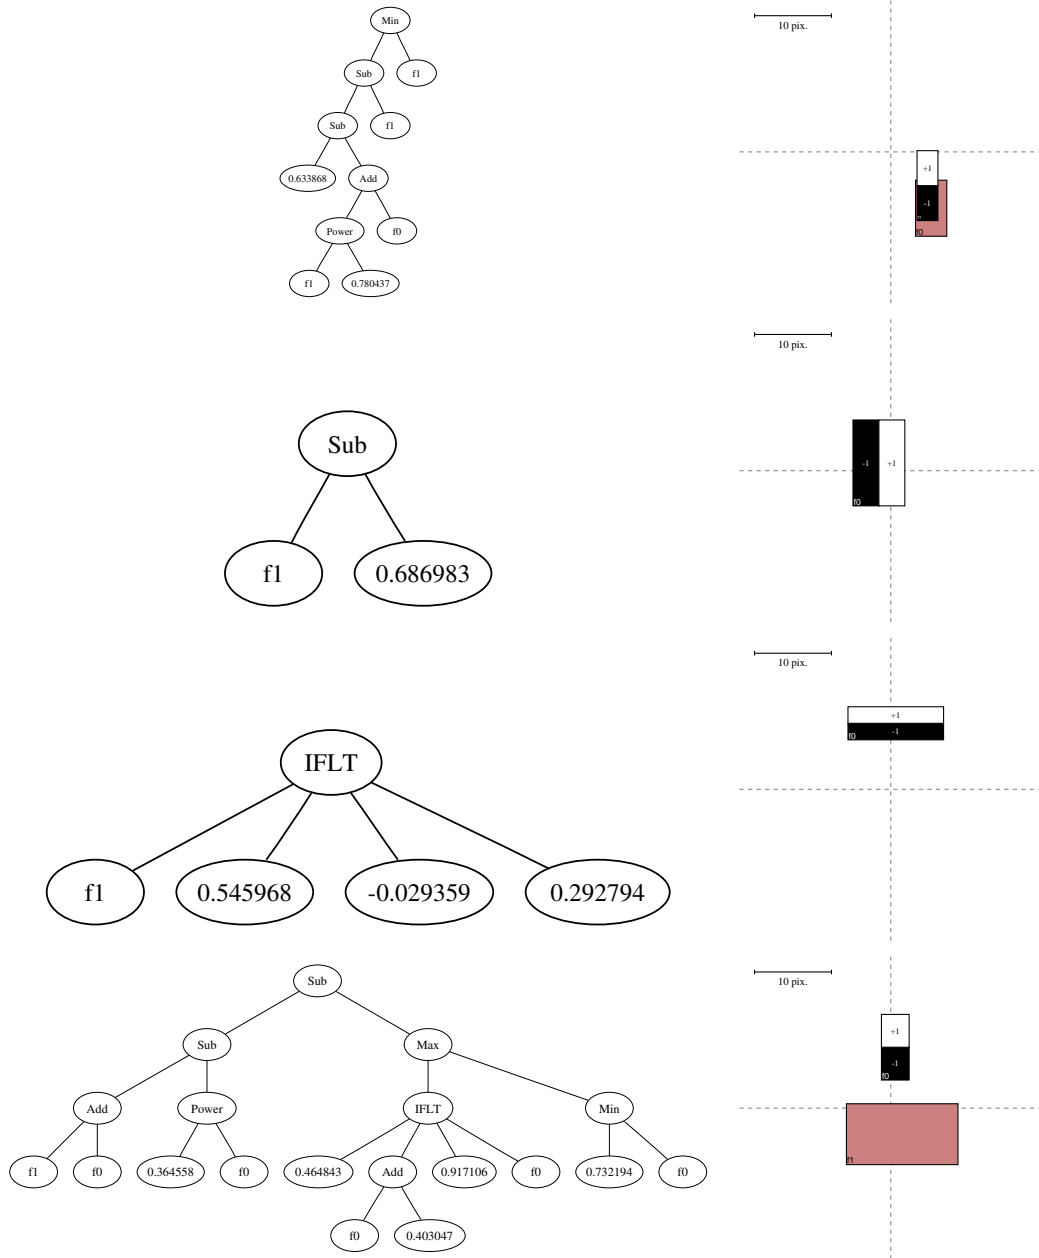 Min
10 pix.
Sub f1
Sub f1
0.633868 Add
+1
-1
Power f0
f0
f1 0.780437
10 pix.
Sub
-1 +1
f0
f1 0.686983
10 pix.
+1
f0 -1
IFLT
f1 0.545968 -0.029359 0.292794
10 pix.
Sub
+1
Sub Max
-1
f0
Add Power IFLT Min
f1 f0 0.364558 f0 0.464843 Add 0.917106 f0 0.732194 f0
f1
f0 0.403047